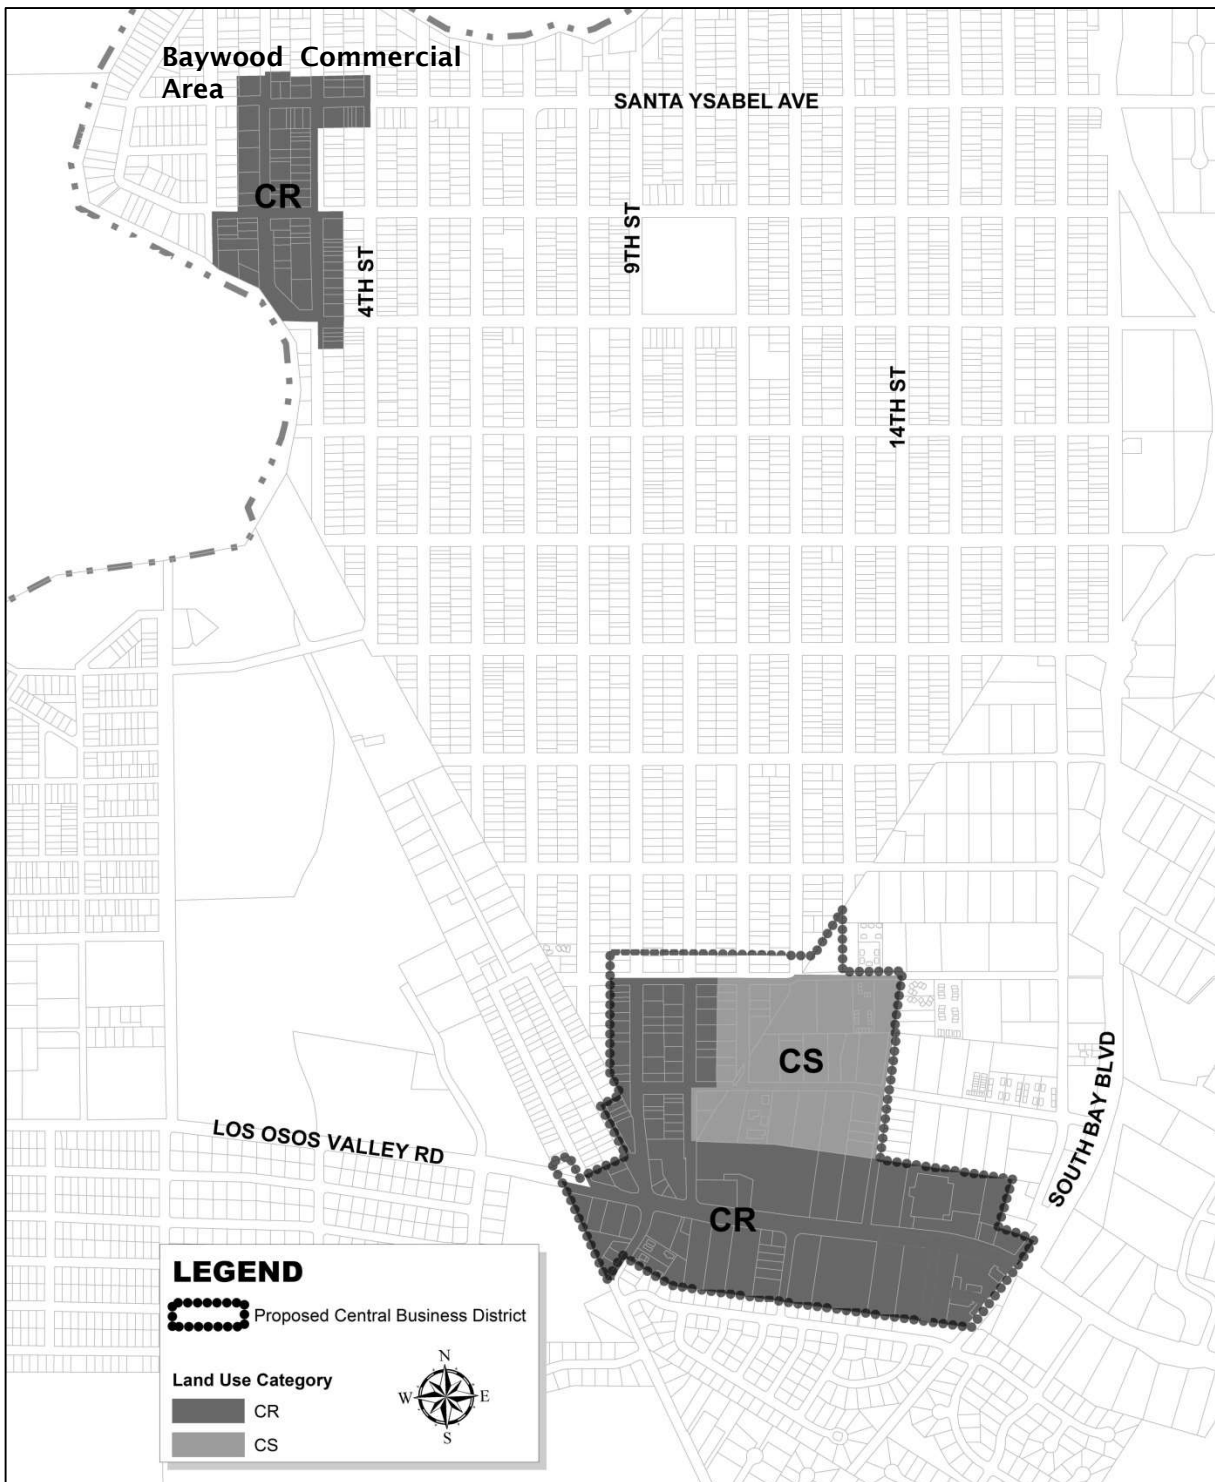 Baywood Commercial
Area
SANTA YSABEL AVE
CR
9TH ST
4TH ST
14TH ST
CS
SOUTH BAY BLVD
LOS OSOS VALLEY RD
CR
LEGEND
Proposed Central Business District
Land Use Category
CR
CS
N
W
E
S